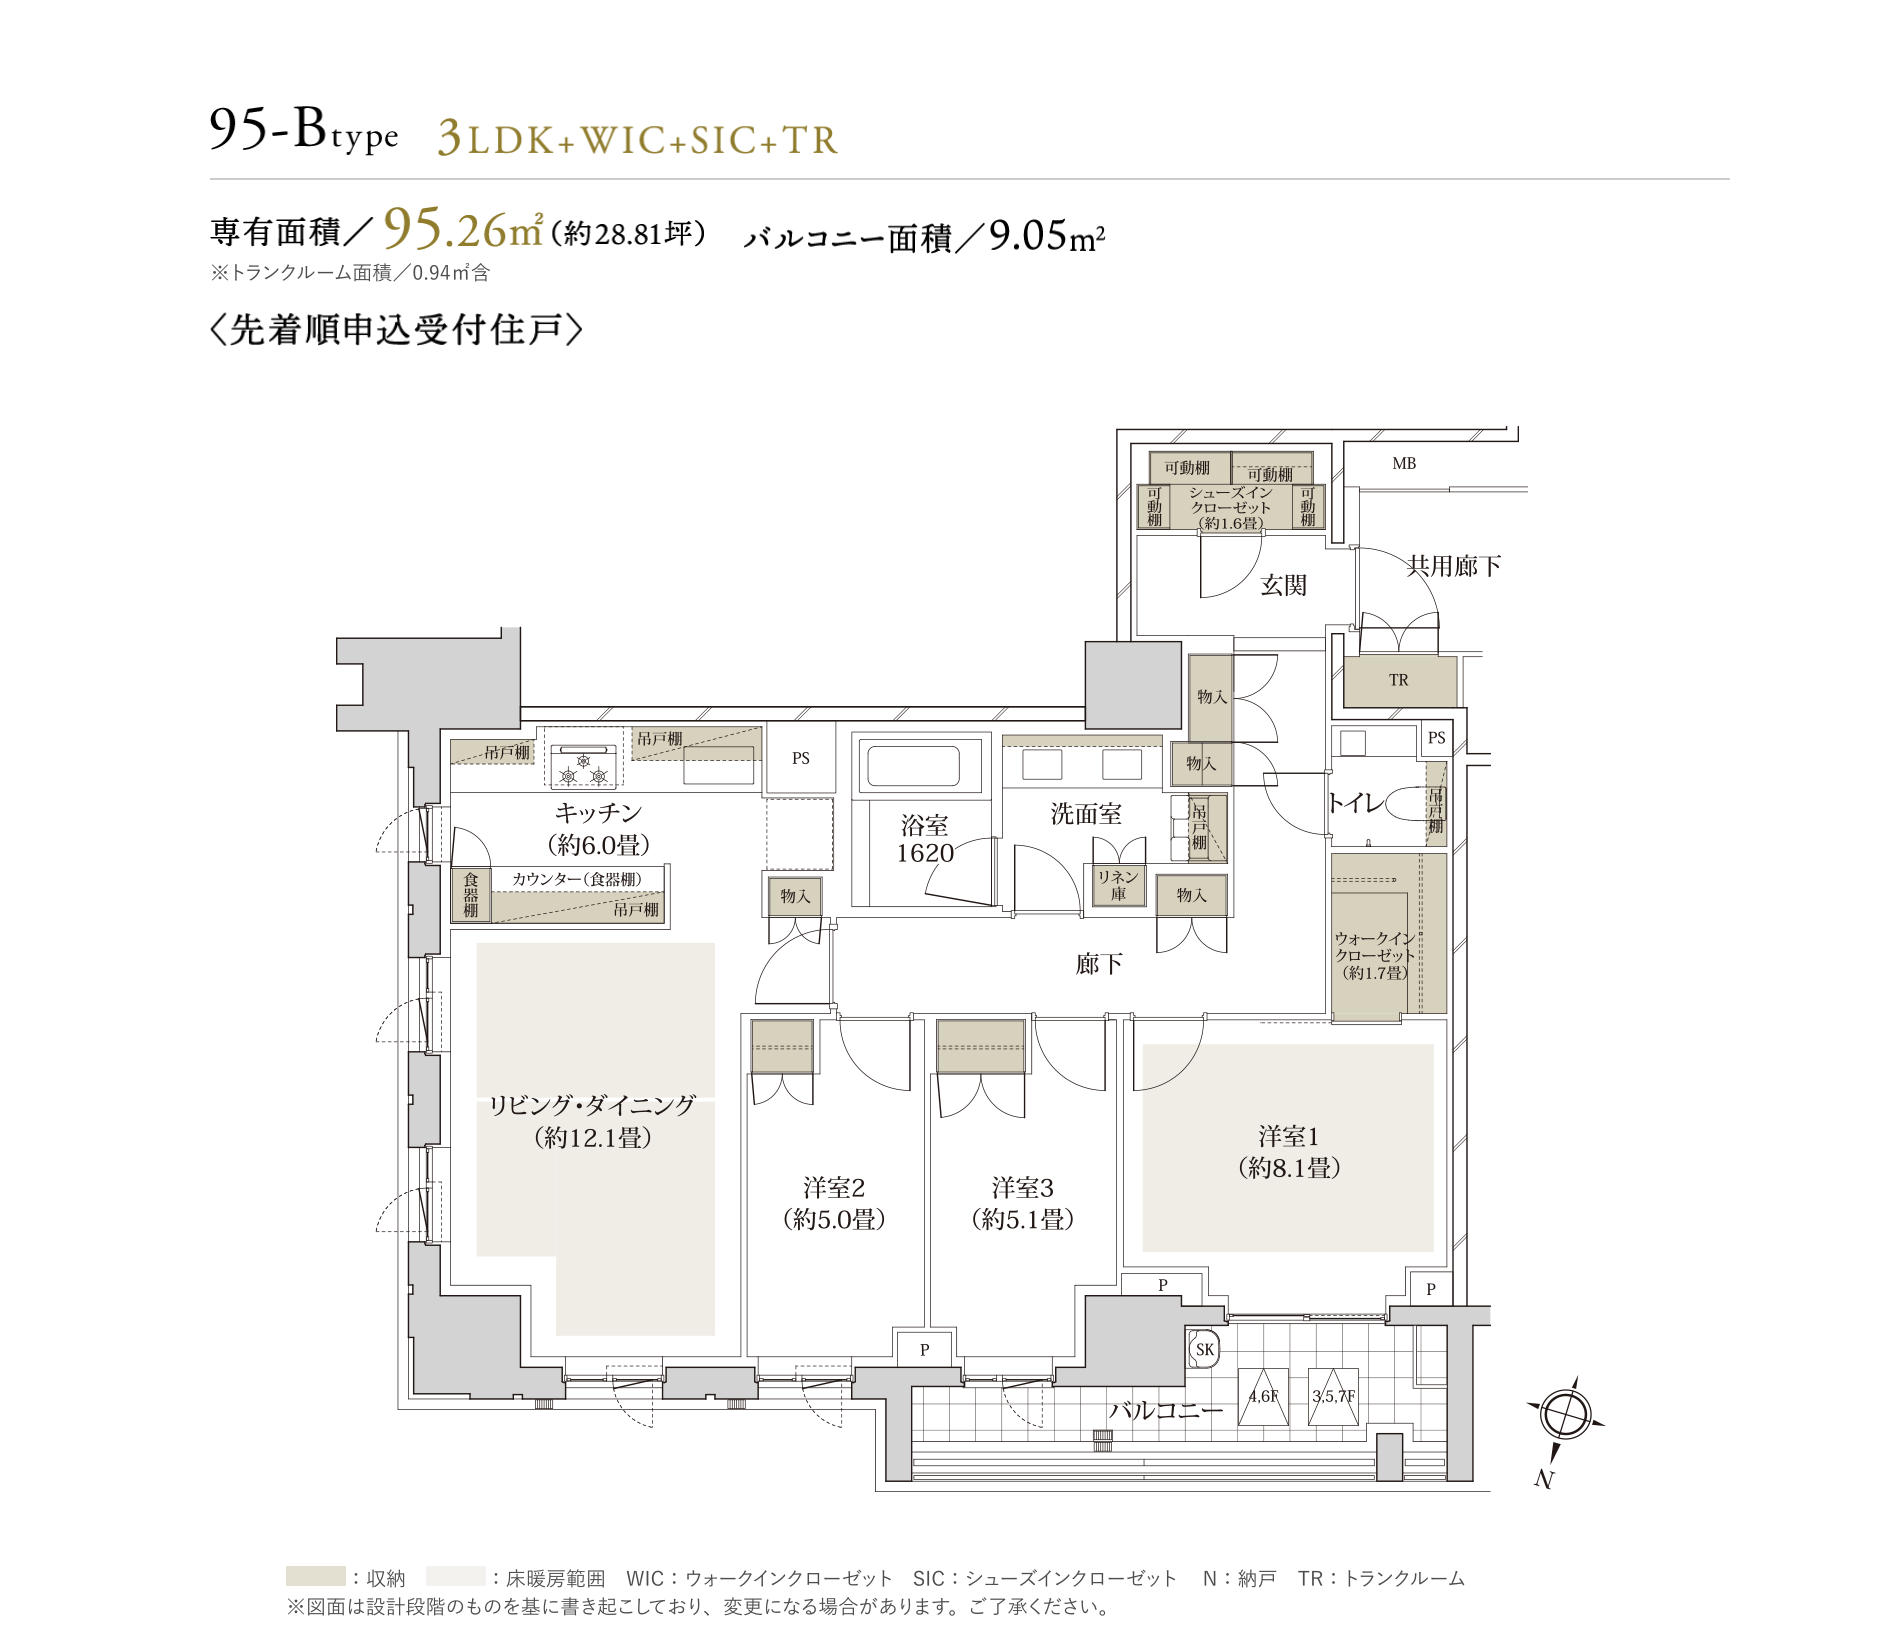 95-Btype 3LDK+WIC+SIC+TR
専有面積／95.26㎡(約28.81坪) バルコニー面積／9.05m²
※トランクルーム面積／0.94㎡含
〈先着順申込受付住戸〉
MB
可動棚
可動棚
可動棚
シューズイン
クローゼット
(約1.6畳)
可動棚
共用廊下
玄関
TR
物入
物入
吊戸棚
吊戸棚
PS
PS
キッチン
(約6.0畳)
浴室
1620
洗面室
吊戸棚
トイレ
吊戸棚
食器棚
カウンター(食器棚)
吊戸棚
物入
リネン
庫
物入
ウォークイン
クローゼット
(約1.7畳)
廊下
リビング・ダイニング
(約12.1畳)
洋室2
(約5.0畳)
洋室3
(約5.1畳)
洋室1
(約8.1畳)
P
P
P
SK
4,6F
3,5,7F
バルコニー
N
：収納 ：床暖房範囲 WIC：ウォークインクローゼット SIC：シューズインクローゼット N：納戸 TR：トランクルーム
※図面は設計段階のものを基に書き起こしており、変更になる場合があります。ご了承ください。